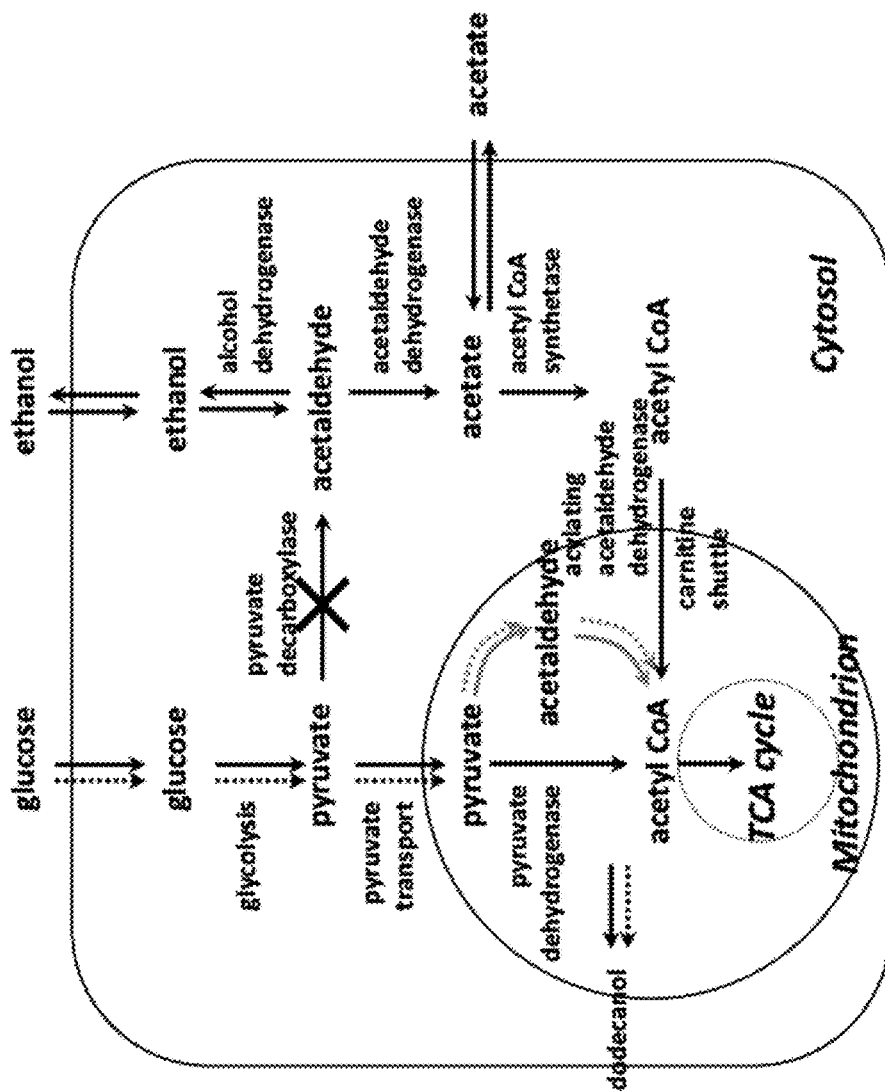 glucose
ethanol
glucose
ethanol
glycolysis
alcohol
dehydrogenase
pyruvate
pyruvate
decarboxylase
acetaldehyde
pyruvate
transport
acetaldehyde
dehydrogenase
acetate
pyruvate
acetaldehyde
acetate
pyruvate
dehydrogenase
acylating
acetaldehyde
dehydrogenase
acetyl CoA
synthetase
dodecanol
acetyl CoA
carnitine
shuttle
acetyl CoA
TCA cycle
Mitochondrion
Cytosol